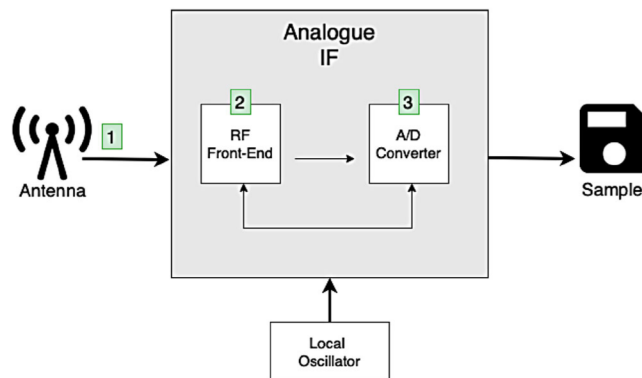 Analogue
IF
1
Antenna
2
RF
Front-End
3
A/D
Converter
Sample
Local
Oscillator